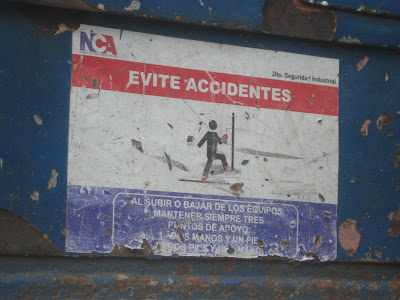 NCA
Dto. Seguridad Industrial
EVITE ACCIDENTES
AL SUBIR O BAJAR DE LOS EQUIPOS,
MANTENER SIEMPRE TRES
PUNTOS DE APOYO:
MANOS Y UN PIE
PIES